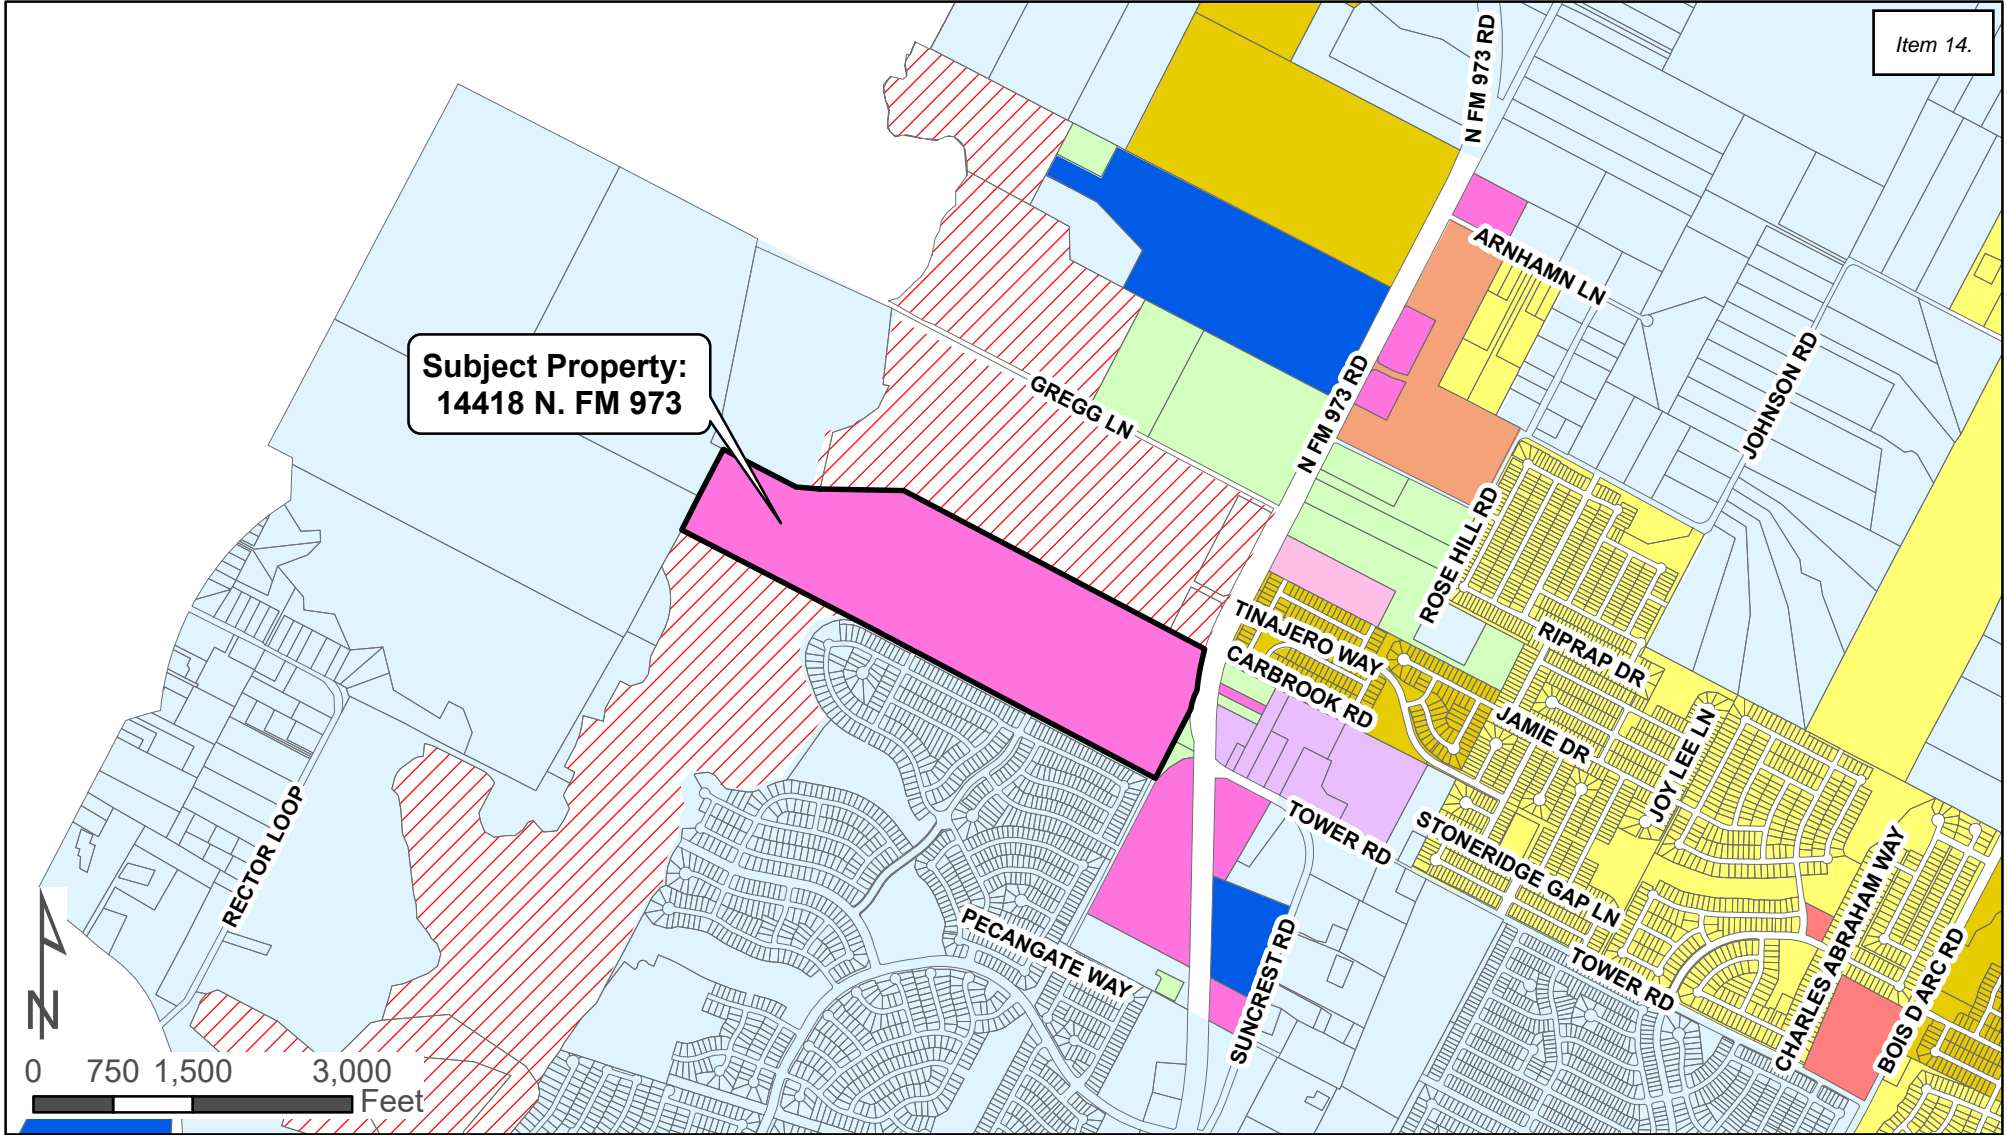 Item 14.
N FM 973 RD
ARNHAMN LN
JOHNSON RD
Subject Property:
14418 N. FM 973
GREGG LN
N FM 973 RD
ROSE HILL RD
TINAJERO WAY
RIPRAP DR
CARBROOK RD
JAMIE DR
JOY LEE LN
TOWER RD
STONERIDGE GAP LN
RECTOR LOOP
PECANGATE WAY
SUNCREST RD
TOWER RD
CHARLES ABRAHAM WAY
BOIS D ARC RD
N
0 750 1,500 3,000
Feet